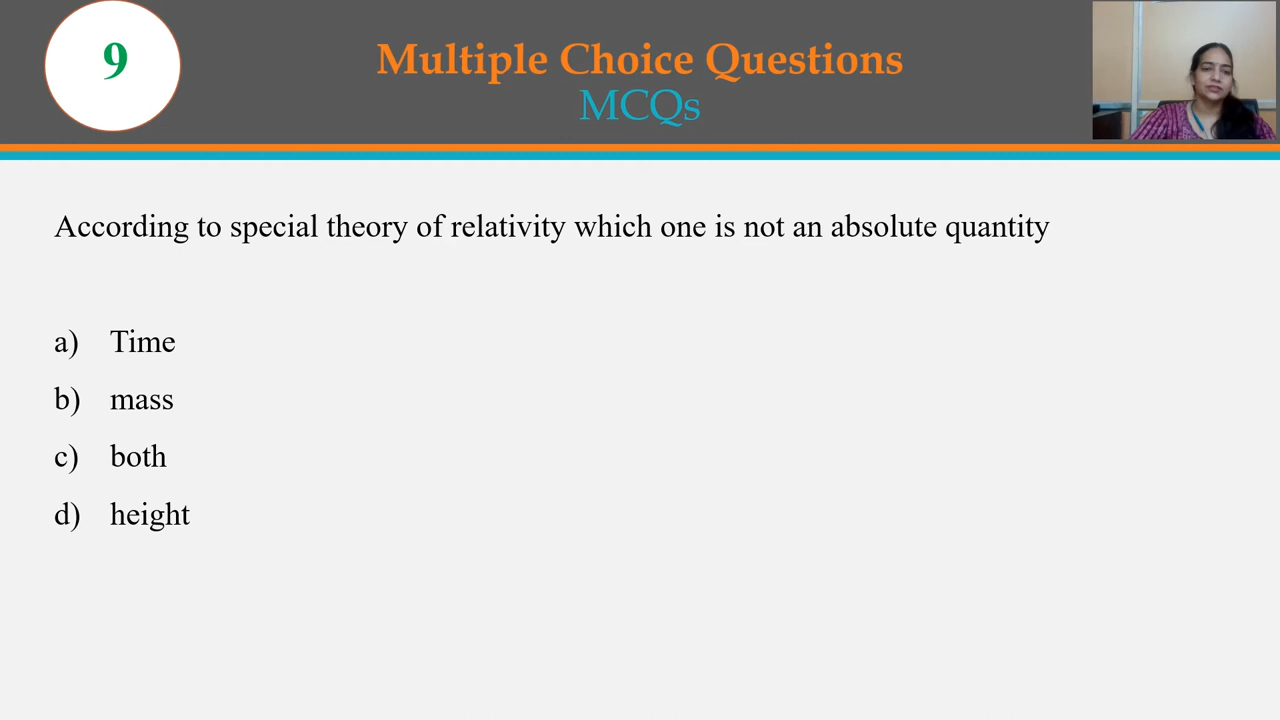 9
Multiple Choice Questions
MCQs
According to special theory of relativity which one is not an absolute quantity
a) Time
b) mass
c) both
d) height